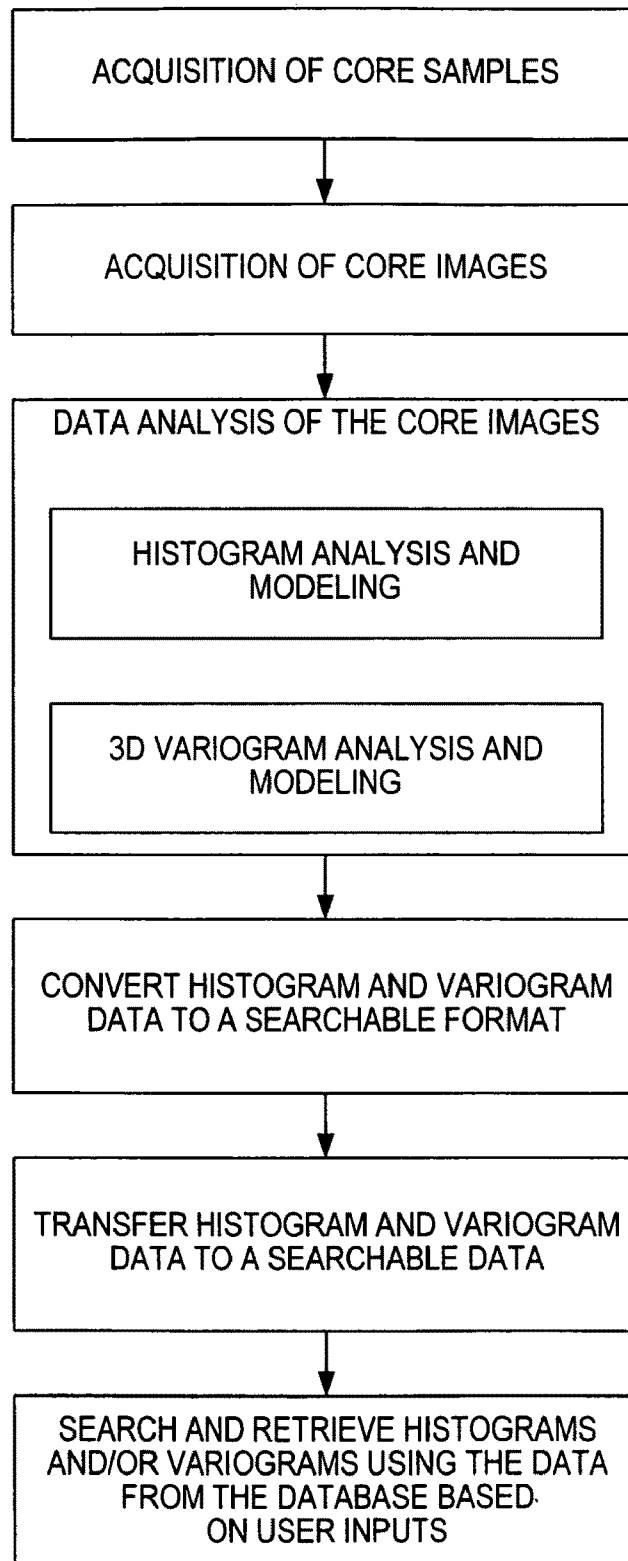 ACQUISITION OF CORE SAMPLES
ACQUISITION OF CORE IMAGES
DATA ANALYSIS OF THE CORE IMAGES
HISTOGRAM ANALYSIS AND
MODELING
3D VARIOGRAM ANALYSIS AND
MODELING
CONVERT HISTOGRAM AND VARIOGRAM
DATA TO A SEARCHABLE FORMAT
TRANSFER HISTOGRAM AND VARIOGRAM
DATA TO A SEARCHABLE DATA
SEARCH AND RETRIEVE HISTOGRAMS
AND/OR VARIOGRAMS USING THE DATA
FROM THE DATABASE BASED
ON USER INPUTS